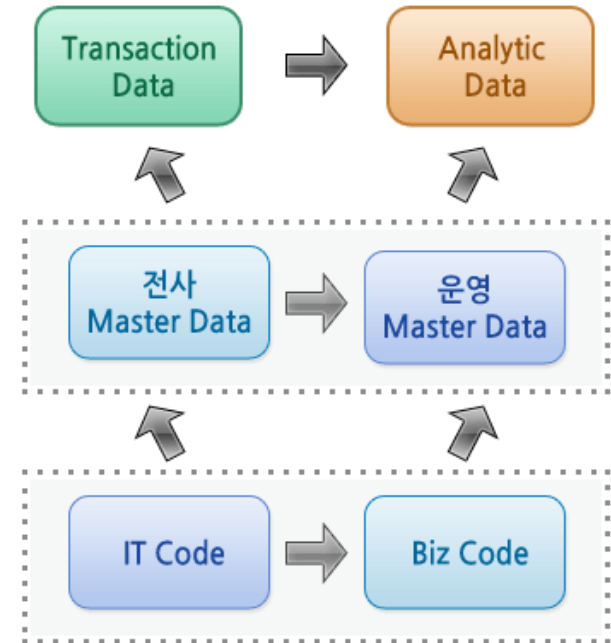 Transaction
Data
Analytic
Data
전사
Master Data
운영
Master Data
IT Code
Biz Code